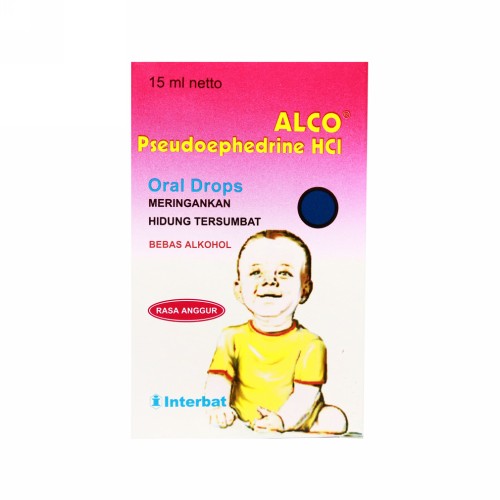 15 ml netto
ALCO®
Pseudoephedrine HCl
Oral Drops
MERINGANKAN
HIDUNG TERSUMBAT
BEBAS ALKOHOL
RASA ANGGUR
Interbat